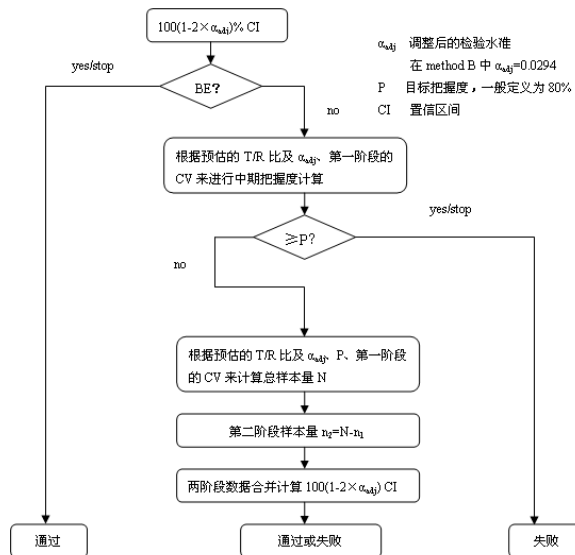 100(1-2×αadj)% CI
αadj 调整后的检验水准
在 method B 中 αadj=0.0294
P 目标把握度，一般定义为 80%
CI 置信区间
yes/stop
BE?
no
根据预估的 T/R 比及 αadj、第一阶段的
CV 来进行中期把握度计算
yes/stop
≥P?
no
根据预估的 T/R 比及 αadj、P、第一阶段
的 CV 来计算总样本量 N
第二阶段样本量 n₂=N-n₁
两阶段数据合并计算 100(1-2×αadj) CI
通过
通过或失败
失败